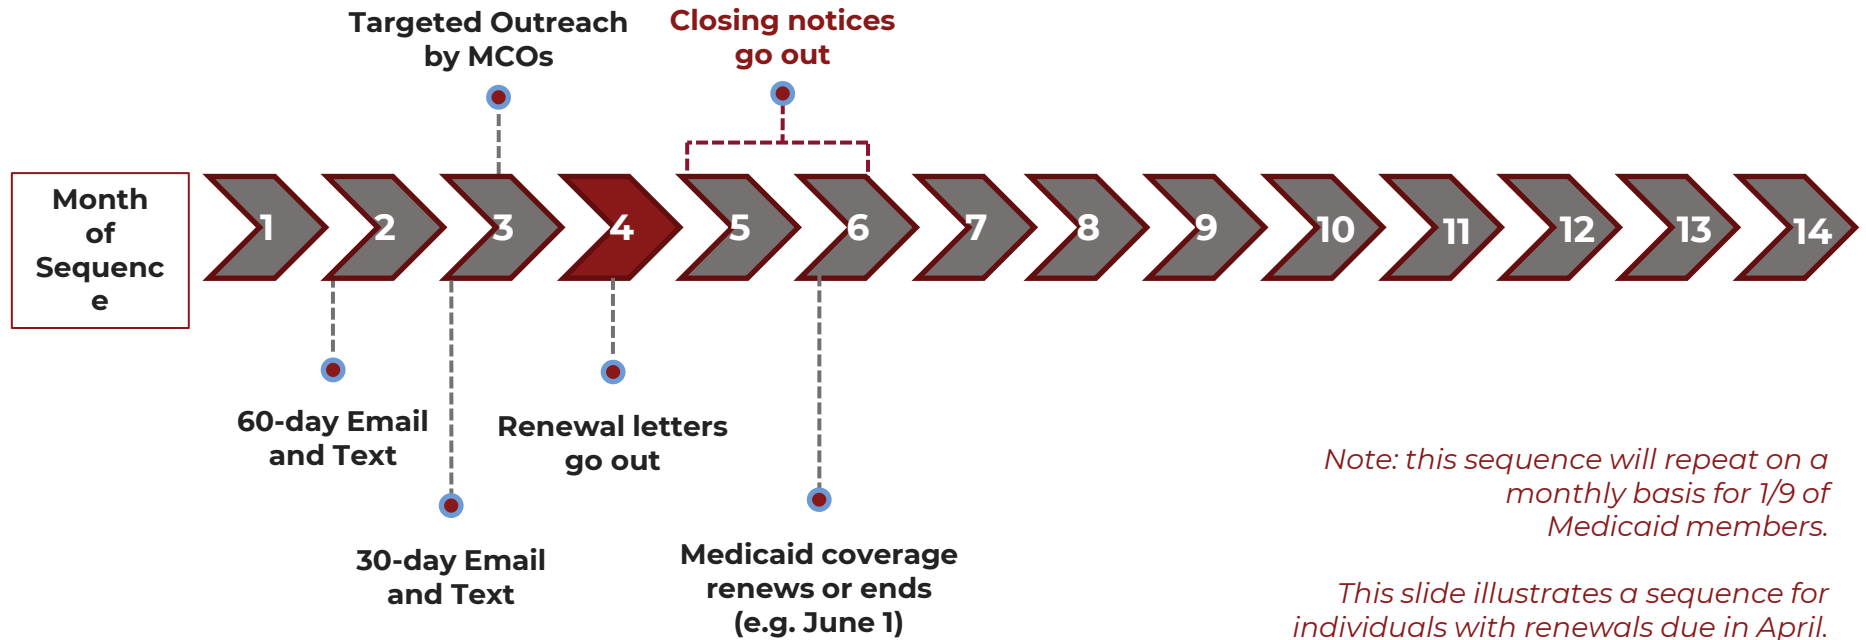 Targeted Outreach
by MCOs
Closing notices
go out
Month
of
Sequenc
e
1
2
3
4
5
6
7
8
9
10
11
12
13
14
60-day Email
and Text
30-day Email
and Text
Renewal letters
go out
Medicaid coverage
renews or ends
(e.g. June 1)
Note: this sequence will repeat on a
monthly basis for 1/9 of
Medicaid members.
This slide illustrates a sequence for
individuals with renewals due in April.